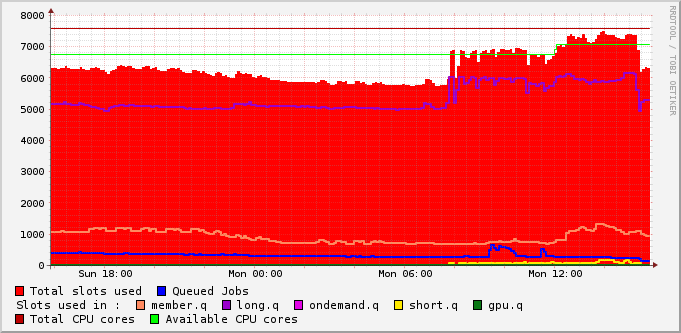 8000
7000
6000
5000
4000
3000
2000
1000
0
Sun 18:00 Mon 00:00 Mon 06:00 Mon 12:00
Total slots used Queued Jobs
Slots used in : member.q long.q ondemand.q short.q gpu.q
Total CPU cores Available CPU cores
RRDTOOL / TOBI OETIKER